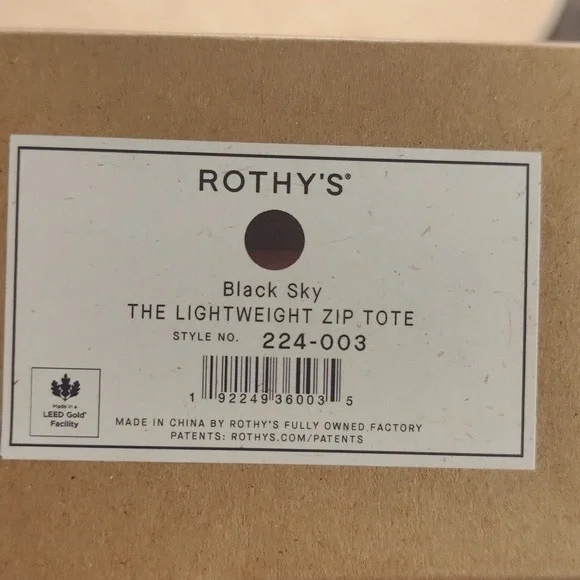 ROTHY'S®
Black Sky
THE LIGHTWEIGHT ZIP TOTE
STYLE NO. 224-003
1 92249 36003 5
Made in a
LEED Gold®
Facility
MADE IN CHINA BY ROTHY'S FULLY OWNED FACTORY
PATENTS: ROTHYS.COM/PATENTS